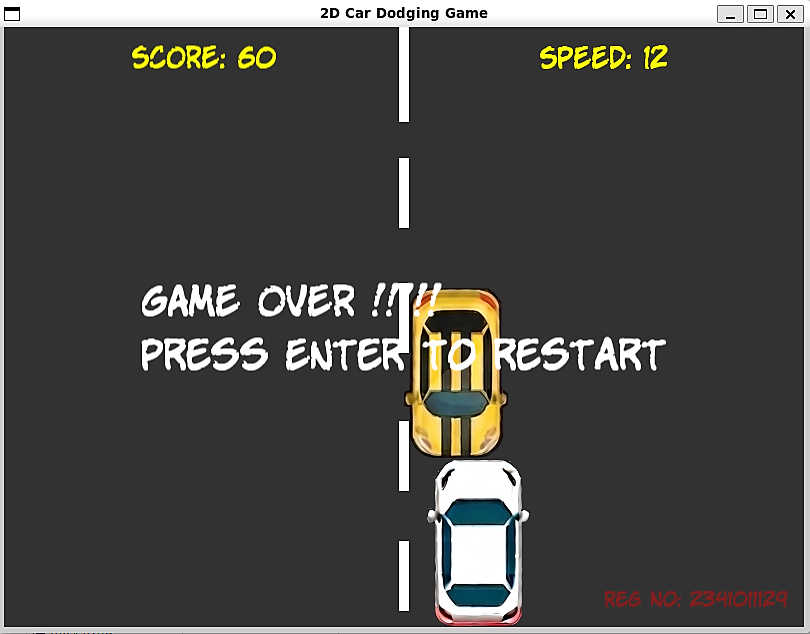 2D Car Dodging Game
SCORE: 60
SPEED: 12
GAME OVER !!!!!
PRESS ENTER TO RESTART
REG NO: 2341011129